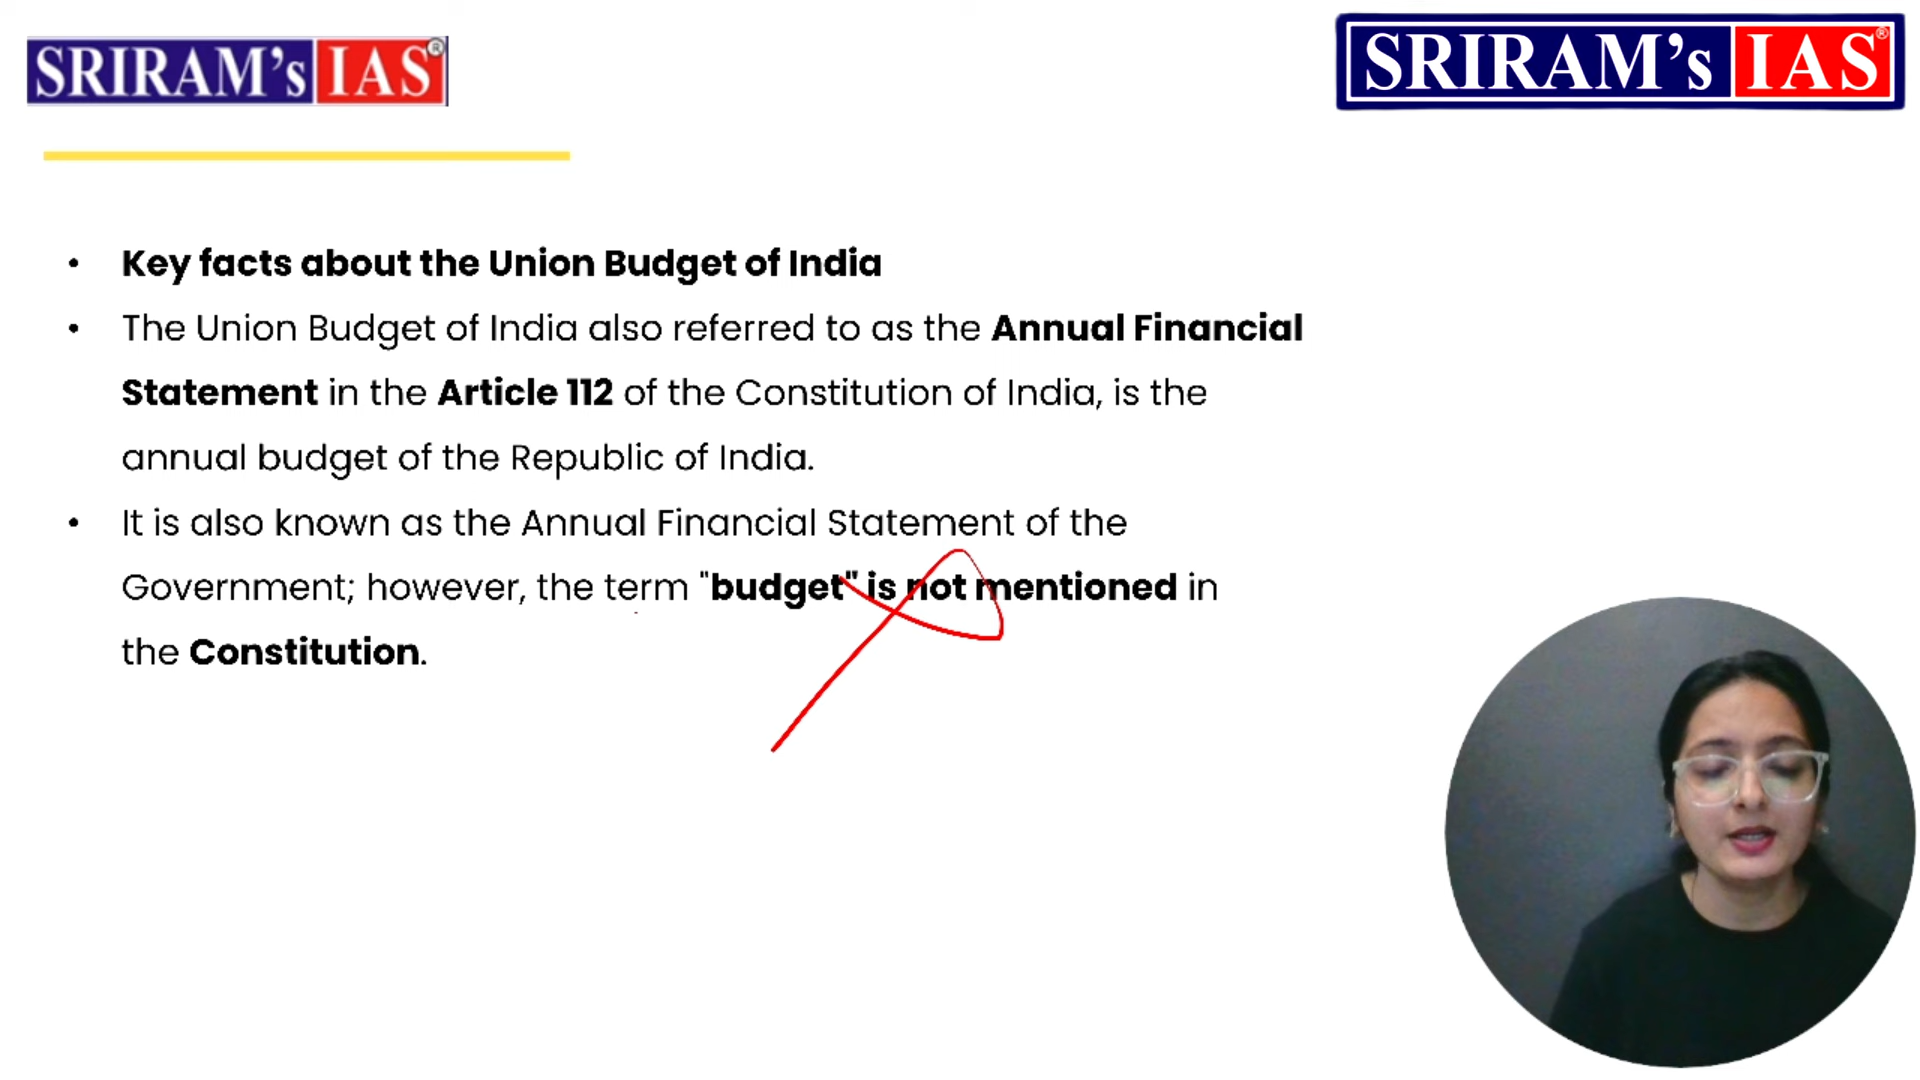 SRIRAM's IAS®
SRIRAM's IAS®
• Key facts about the Union Budget of India
• The Union Budget of India also referred to as the Annual Financial
Statement in the Article 112 of the Constitution of India, is the
annual budget of the Republic of India.
• It is also known as the Annual Financial Statement of the
Government; however, the term "budget" is not mentioned in
the Constitution.